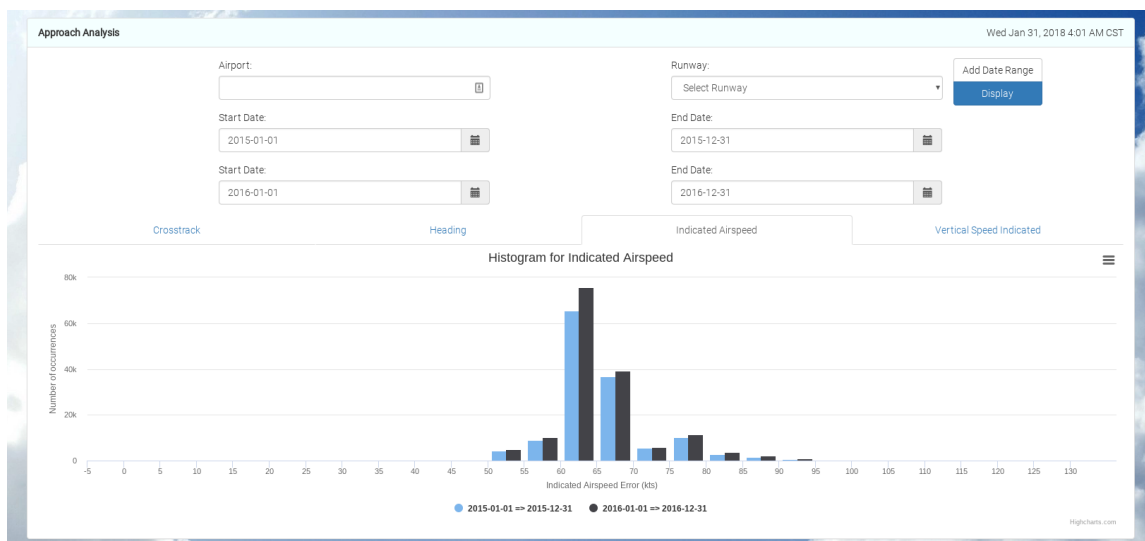 Approach Analysis Wed Jan 31, 2018 4:01 AM CST
Airport: Runway:
Select Runway
Add Date Range
Display
Start Date: End Date:
2015-01-01 2015-12-31
Start Date: End Date:
2016-01-01 2016-12-31
Crosstrack Heading Indicated Airspeed Vertical Speed Indicated
Histogram for Indicated Airspeed
80k
60k
40k
20k
0
Number of occurrences
-5 0 5 10 15 20 25 30 35 40 45 50 55 60 65 70 75 80 85 90 95 100 105 110 115 120 125 130
Indicated Airspeed Error (kts)
2015-01-01 => 2015-12-31 2016-01-01 => 2016-12-31
Highcharts.com